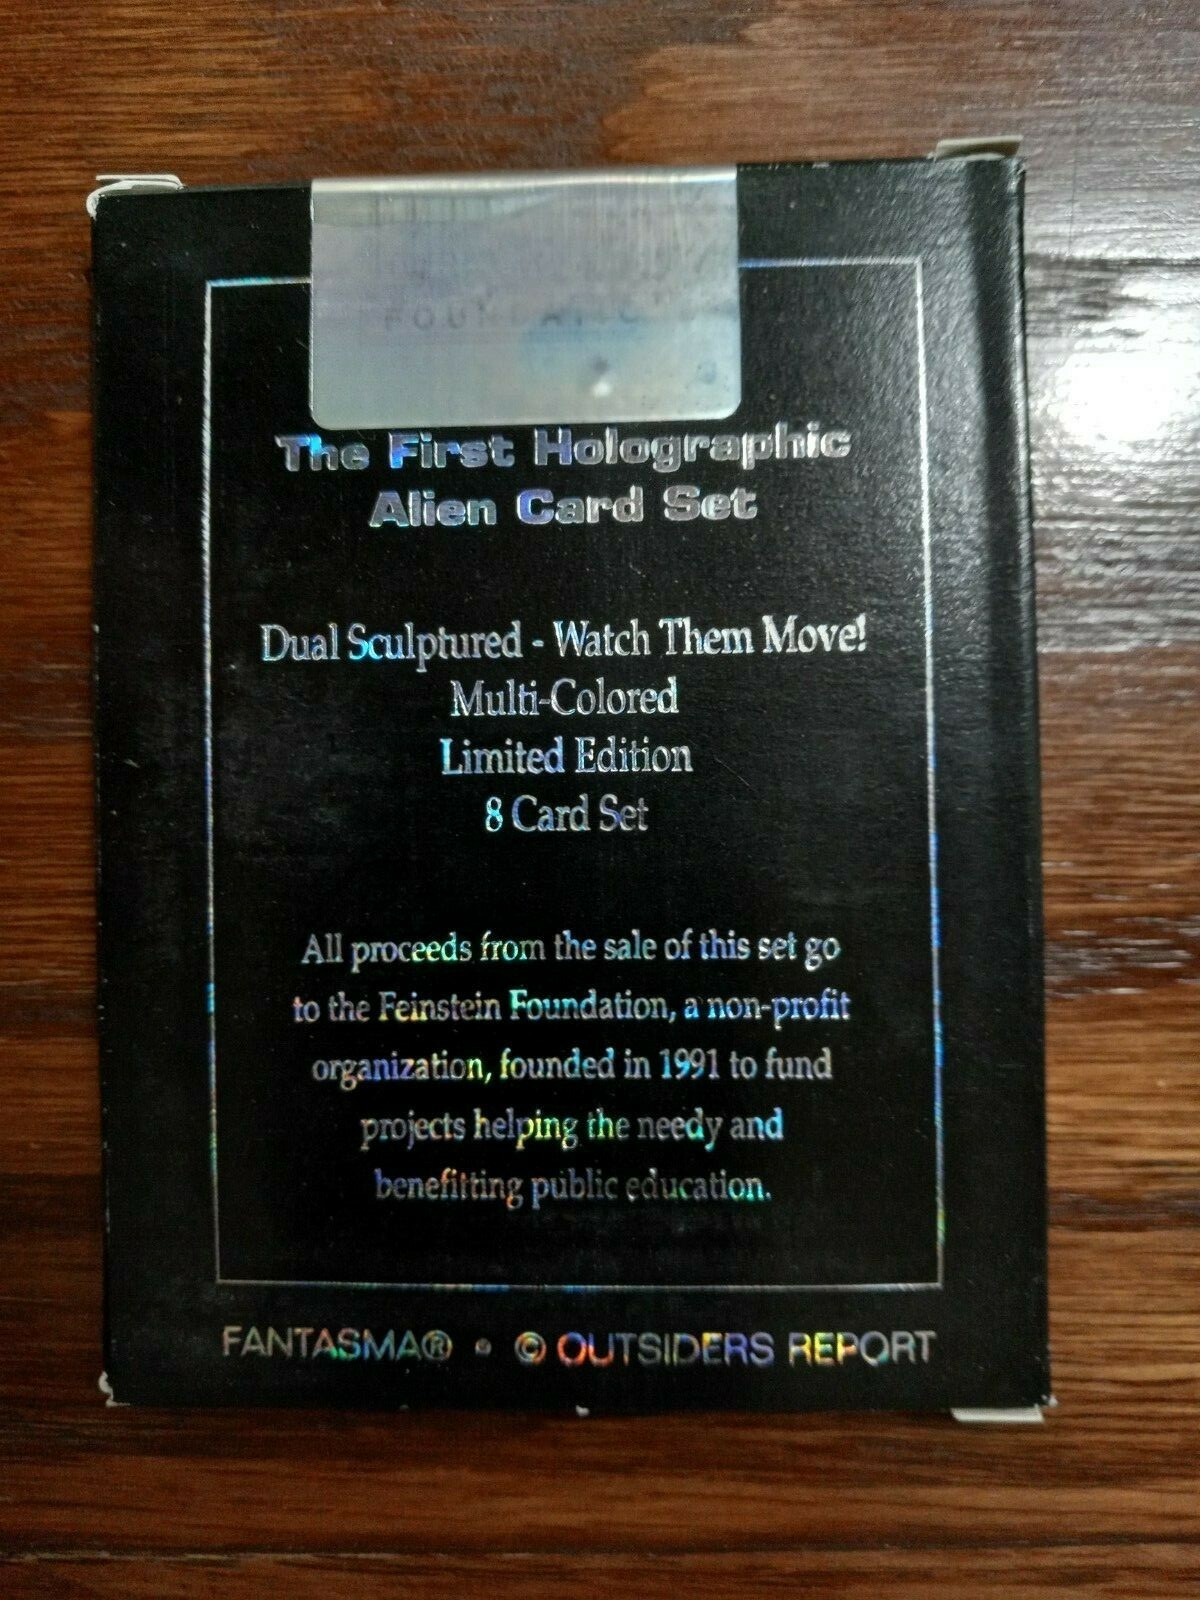 The First Holographic
Alien Card Set
Dual Sculptured - Watch Them Move!
Multi-Colored
Limited Edition
8 Card Set
All proceeds from the sale of this set go
to the Feinstein Foundation, a non-profit
organization, founded in 1991 to fund
projects helping the needy and
benefitting public education.
FANTASMA® • © OUTSIDERS REPORT